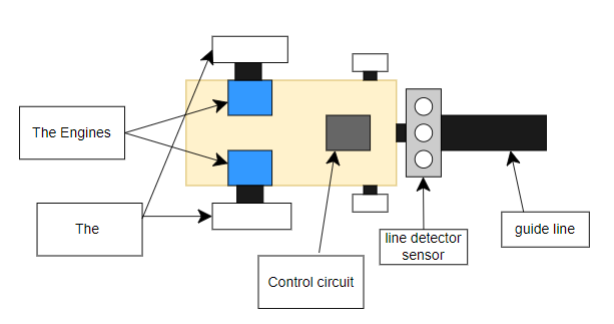 The Engines
The
guide line
line detector
sensor
Control circuit